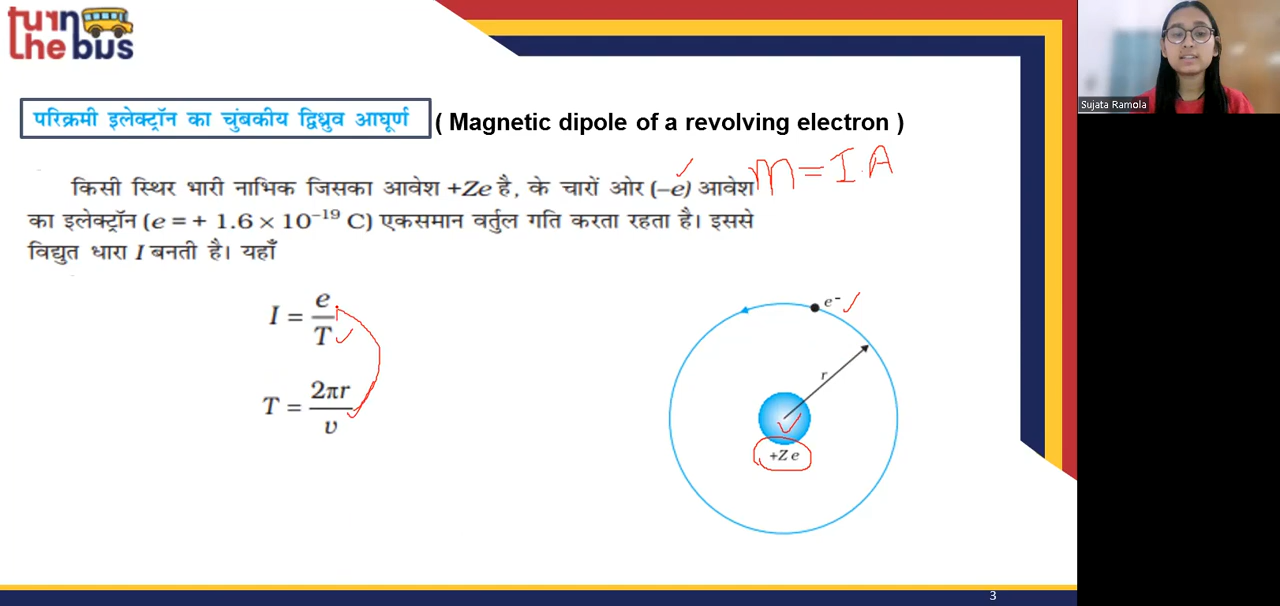 turn
the bus
Sujata Ramola
परिक्रमी इलेक्ट्रॉन का चुंबकीय द्विध्रुव आघूर्ण ( Magnetic dipole of a revolving electron )
m = I.A
किसी स्थिर भारी नाभिक जिसका आवेश +Ze है, के चारों ओर (–e) आवेश
का इलेक्ट्रॉन (e = + 1.6 × 10⁻¹⁹ C) एकसमान वर्तुल गति करता रहता है। इससे
विद्युत धारा I बनती है। यहाँ
I = e/T
T = 2πr/v
e⁻
r
+Ze
3